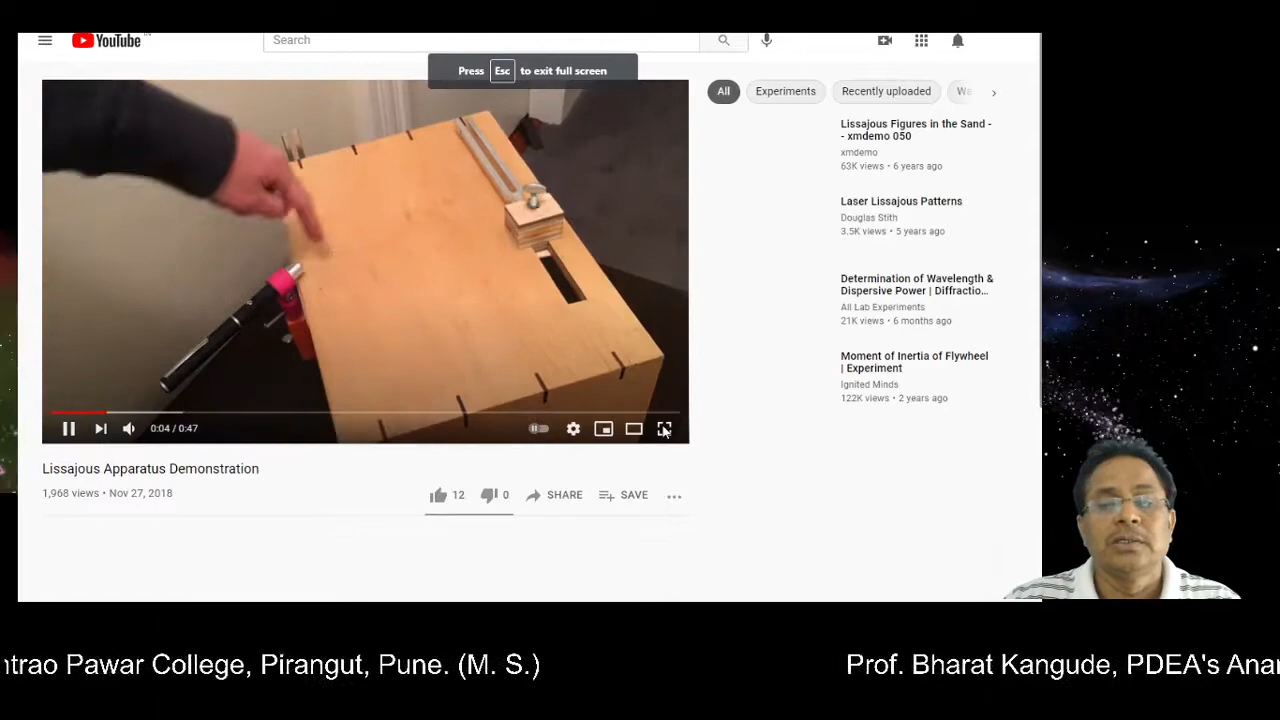 YouTube IN
Search
Press Esc to exit full screen
All
Experiments
Recently uploaded
Lissajous Figures in the Sand -
- xmdemo 050
xmdemo
63K views • 6 years ago
Laser Lissajous Patterns
Douglas Stith
3.5K views • 5 years ago
Determination of Wavelength &
Dispersive Power | Diffractio...
All Lab Experiments
21K views • 6 months ago
Moment of Inertia of Flywheel
| Experiment
Ignited Minds
122K views • 2 years ago
0:04 / 0:47
Lissajous Apparatus Demonstration
1,968 views • Nov 27, 2018
12
0
SHARE
SAVE
ntrao Pawar College, Pirangut, Pune. (M. S.)
Prof. Bharat Kangude, PDEA's Anan